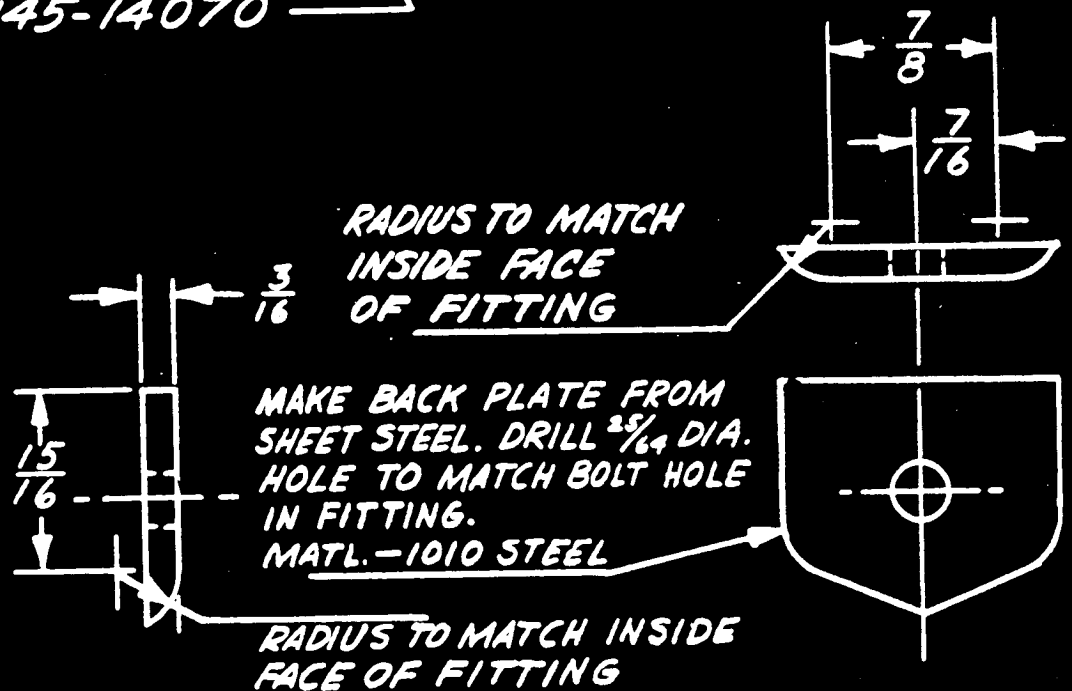 45-14070
7/8
7/16
RADIUS TO MATCH
INSIDE FACE
OF FITTING
3/16
MAKE BACK PLATE FROM
SHEET STEEL. DRILL 25/64 DIA.
HOLE TO MATCH BOLT HOLE
IN FITTING.
MATL.-1010 STEEL
15/16
RADIUS TO MATCH INSIDE
FACE OF FITTING